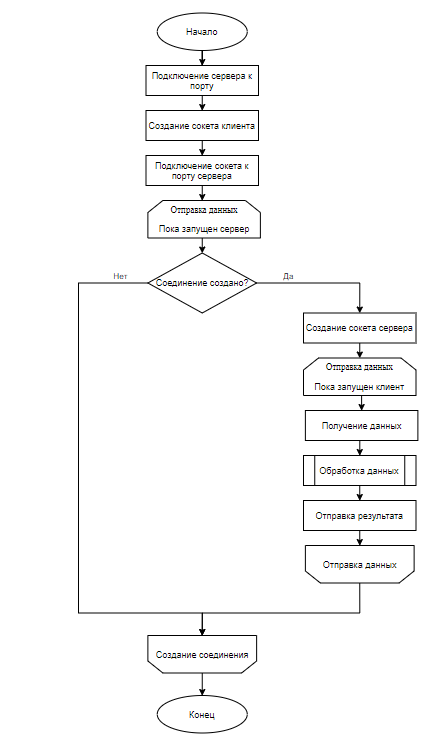 Начало
Подключение сервера к
порту
Создание сокета клиента
Подключение сокета к
порту сервера
Отправка данных
Пока запущен сервер
Соединение создано?
Нет
Да
Создание сокета сервера
Отправка данных
Пока запущен клиент
Получение данных
Обработка данных
Отправка результата
Отправка данных
Создание соединения
Конец